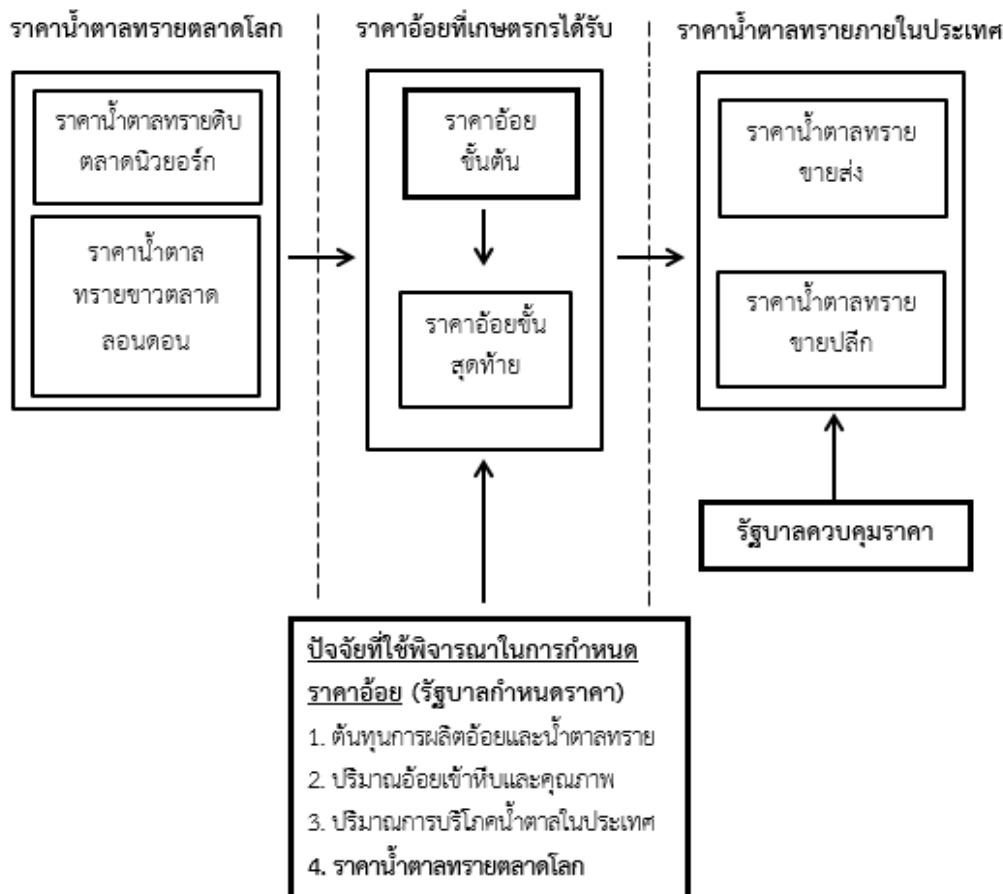 ราคาน้ำตาลทรายตลาดโลก
ราคาน้ำตาลทรายดิบ
ตลาดนิวยอร์ก
ราคาน้ำตาล
ทรายขาวตลาด
ลอนดอน
ราคาอ้อยที่เกษตรกรได้รับ
ราคาอ้อย
ขั้นต้น
ราคาอ้อยขั้น
สุดท้าย
ราคาน้ำตาลทรายภายในประเทศ
ราคาน้ำตาลทราย
ขายส่ง
ราคาน้ำตาลทราย
ขายปลีก
รัฐบาลควบคุมราคา
ปัจจัยที่ใช้พิจารณาในการกำหนด
ราคาอ้อย (รัฐบาลกำหนดราคา)
1. ต้นทุนการผลิตอ้อยและน้ำตาลทราย
2. ปริมาณอ้อยเข้าหีบและคุณภาพ
3. ปริมาณการบริโภคน้ำตาลในประเทศ
4. ราคาน้ำตาลทรายตลาดโลก